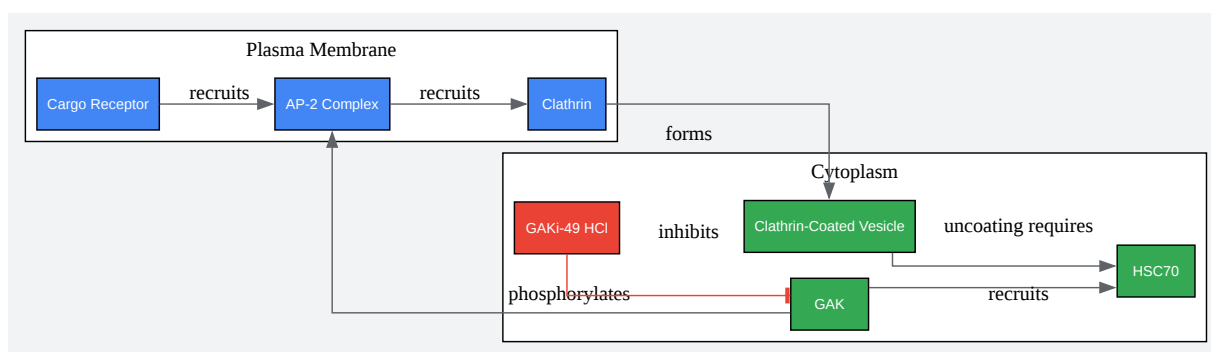 Plasma Membrane
Cargo Receptor
recruits
AP-2 Complex
recruits
Clathrin
forms
Cytoplasm
GAKi-49 HCl
inhibits
Clathrin-Coated Vesicle
uncoating requires
HSC70
phosphorylates
GAK
recruits